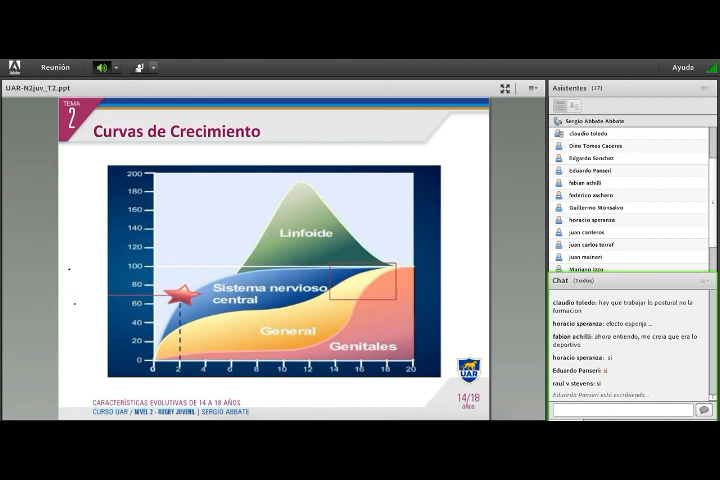 Adobe
Reunión
Ayuda
UAR-N2juv_T2.ppt
TEMA
2
Curvas de Crecimiento
200
180
160
140
120
100
80
60
40
20
0
Linfoide
Sistema nervioso
central
General
Genitales
0 2 4 6 8 10 12 14 16 18 20
UAR
CARACTERÍSTICAS EVOLUTIVAS DE 14 A 18 AÑOS
CURSO UAR / NIVEL 2 - RUGBY JUVENIL | SERGIO ABBATE
14/18
años
Asistentes (17)
Sergio Abbate Abbate
claudio toledo
Dino Tomas Caceres
Edgardo Sanchez
Eduardo Panseri
fabian achilli
federico aschero
Guillermo Monsalvo
horacio speranza
juan canteros
juan carlos terraf
juan maineri
Mariano Izzo
Chat (Todos)
claudio toledo: hay que trabajar lo postural no la
formacion
horacio speranza: efecto esponja ...
fabian achilli: ahora entiendo, me creia que era lo
deportivo
horacio speranza: si
Eduardo Panseri: si
raul v stevens: si
Eduardo Panseri está escribiendo...